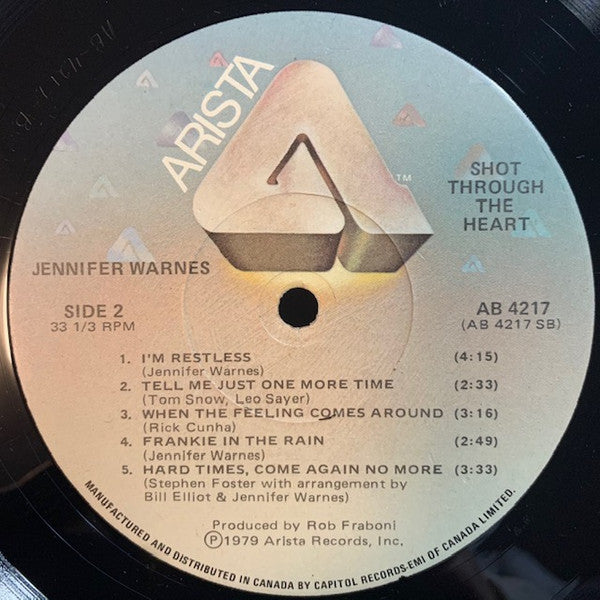 ARISTA
TM
SHOT
THROUGH
THE
HEART
JENNIFER WARNES
SIDE 2
33 1/3 RPM
AB 4217
(AB 4217 SB)
1. I'M RESTLESS (4:15)
(Jennifer Warnes)
2. TELL ME JUST ONE MORE TIME (2:33)
(Tom Snow, Leo Sayer)
3. WHEN THE FEELING COMES AROUND (3:16)
(Rick Cunha)
4. FRANKIE IN THE RAIN (2:49)
(Jennifer Warnes)
5. HARD TIMES, COME AGAIN NO MORE (3:33)
(Stephen Foster with arrangement by
Bill Elliot & Jennifer Warnes)
Produced by Rob Fraboni
Ⓟ1979 Arista Records, Inc.
MANUFACTURED AND DISTRIBUTED IN CANADA BY CAPITOL RECORDS-EMI OF CANADA LIMITED.